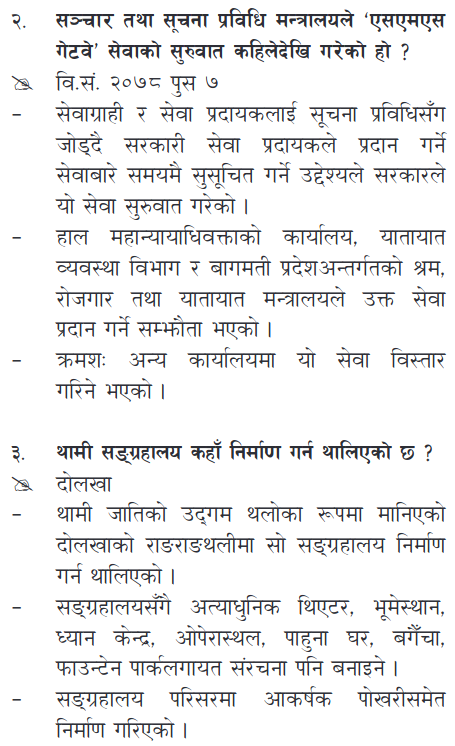 २. सञ्चार तथा सूचना प्रविधि मन्त्रालयले ‘एसएमएस
गेटवे’ सेवाको सुरुवात कहिलेदेखि गरेको हो ?
वि.सं. २०७८ पुस ७
– सेवाग्राही र सेवा प्रदायकलाई सूचना प्रविधिसँग
जोड्दै सरकारी सेवा प्रदायकले प्रदान गर्ने
सेवाबारे समयमै सुसूचित गर्ने उद्देश्यले सरकारले
यो सेवा सुरुवात गरेको ।
– हाल महान्यायाधिवक्ताको कार्यालय, यातायात
व्यवस्था विभाग र बागमती प्रदेशअन्तर्गतको श्रम,
रोजगार तथा यातायात मन्त्रालयले उक्त सेवा
प्रदान गर्ने सम्झौता भएको ।
– क्रमशः अन्य कार्यालयमा यो सेवा विस्तार
गरिने भएको ।
३. थामी सङ्ग्रहालय कहाँ निर्माण गर्न थालिएको छ ?
दोलखा
– थामी जातिको उद्गम थलोका रूपमा मानिएको
दोलखाको राङराङथलीमा सो सङ्ग्रहालय निर्माण
गर्न थालिएको ।
– सङ्ग्रहालयसँगै अत्याधुनिक थिएटर, भूमेस्थान,
ध्यान केन्द्र, ओपेरास्थल, पाहुना घर, बगैँचा,
फाउन्टेन पार्कलगायत संरचना पनि बनाइने ।
– सङ्ग्रहालय परिसरमा आकर्षक पोखरीसमेत
निर्माण गरिएको ।